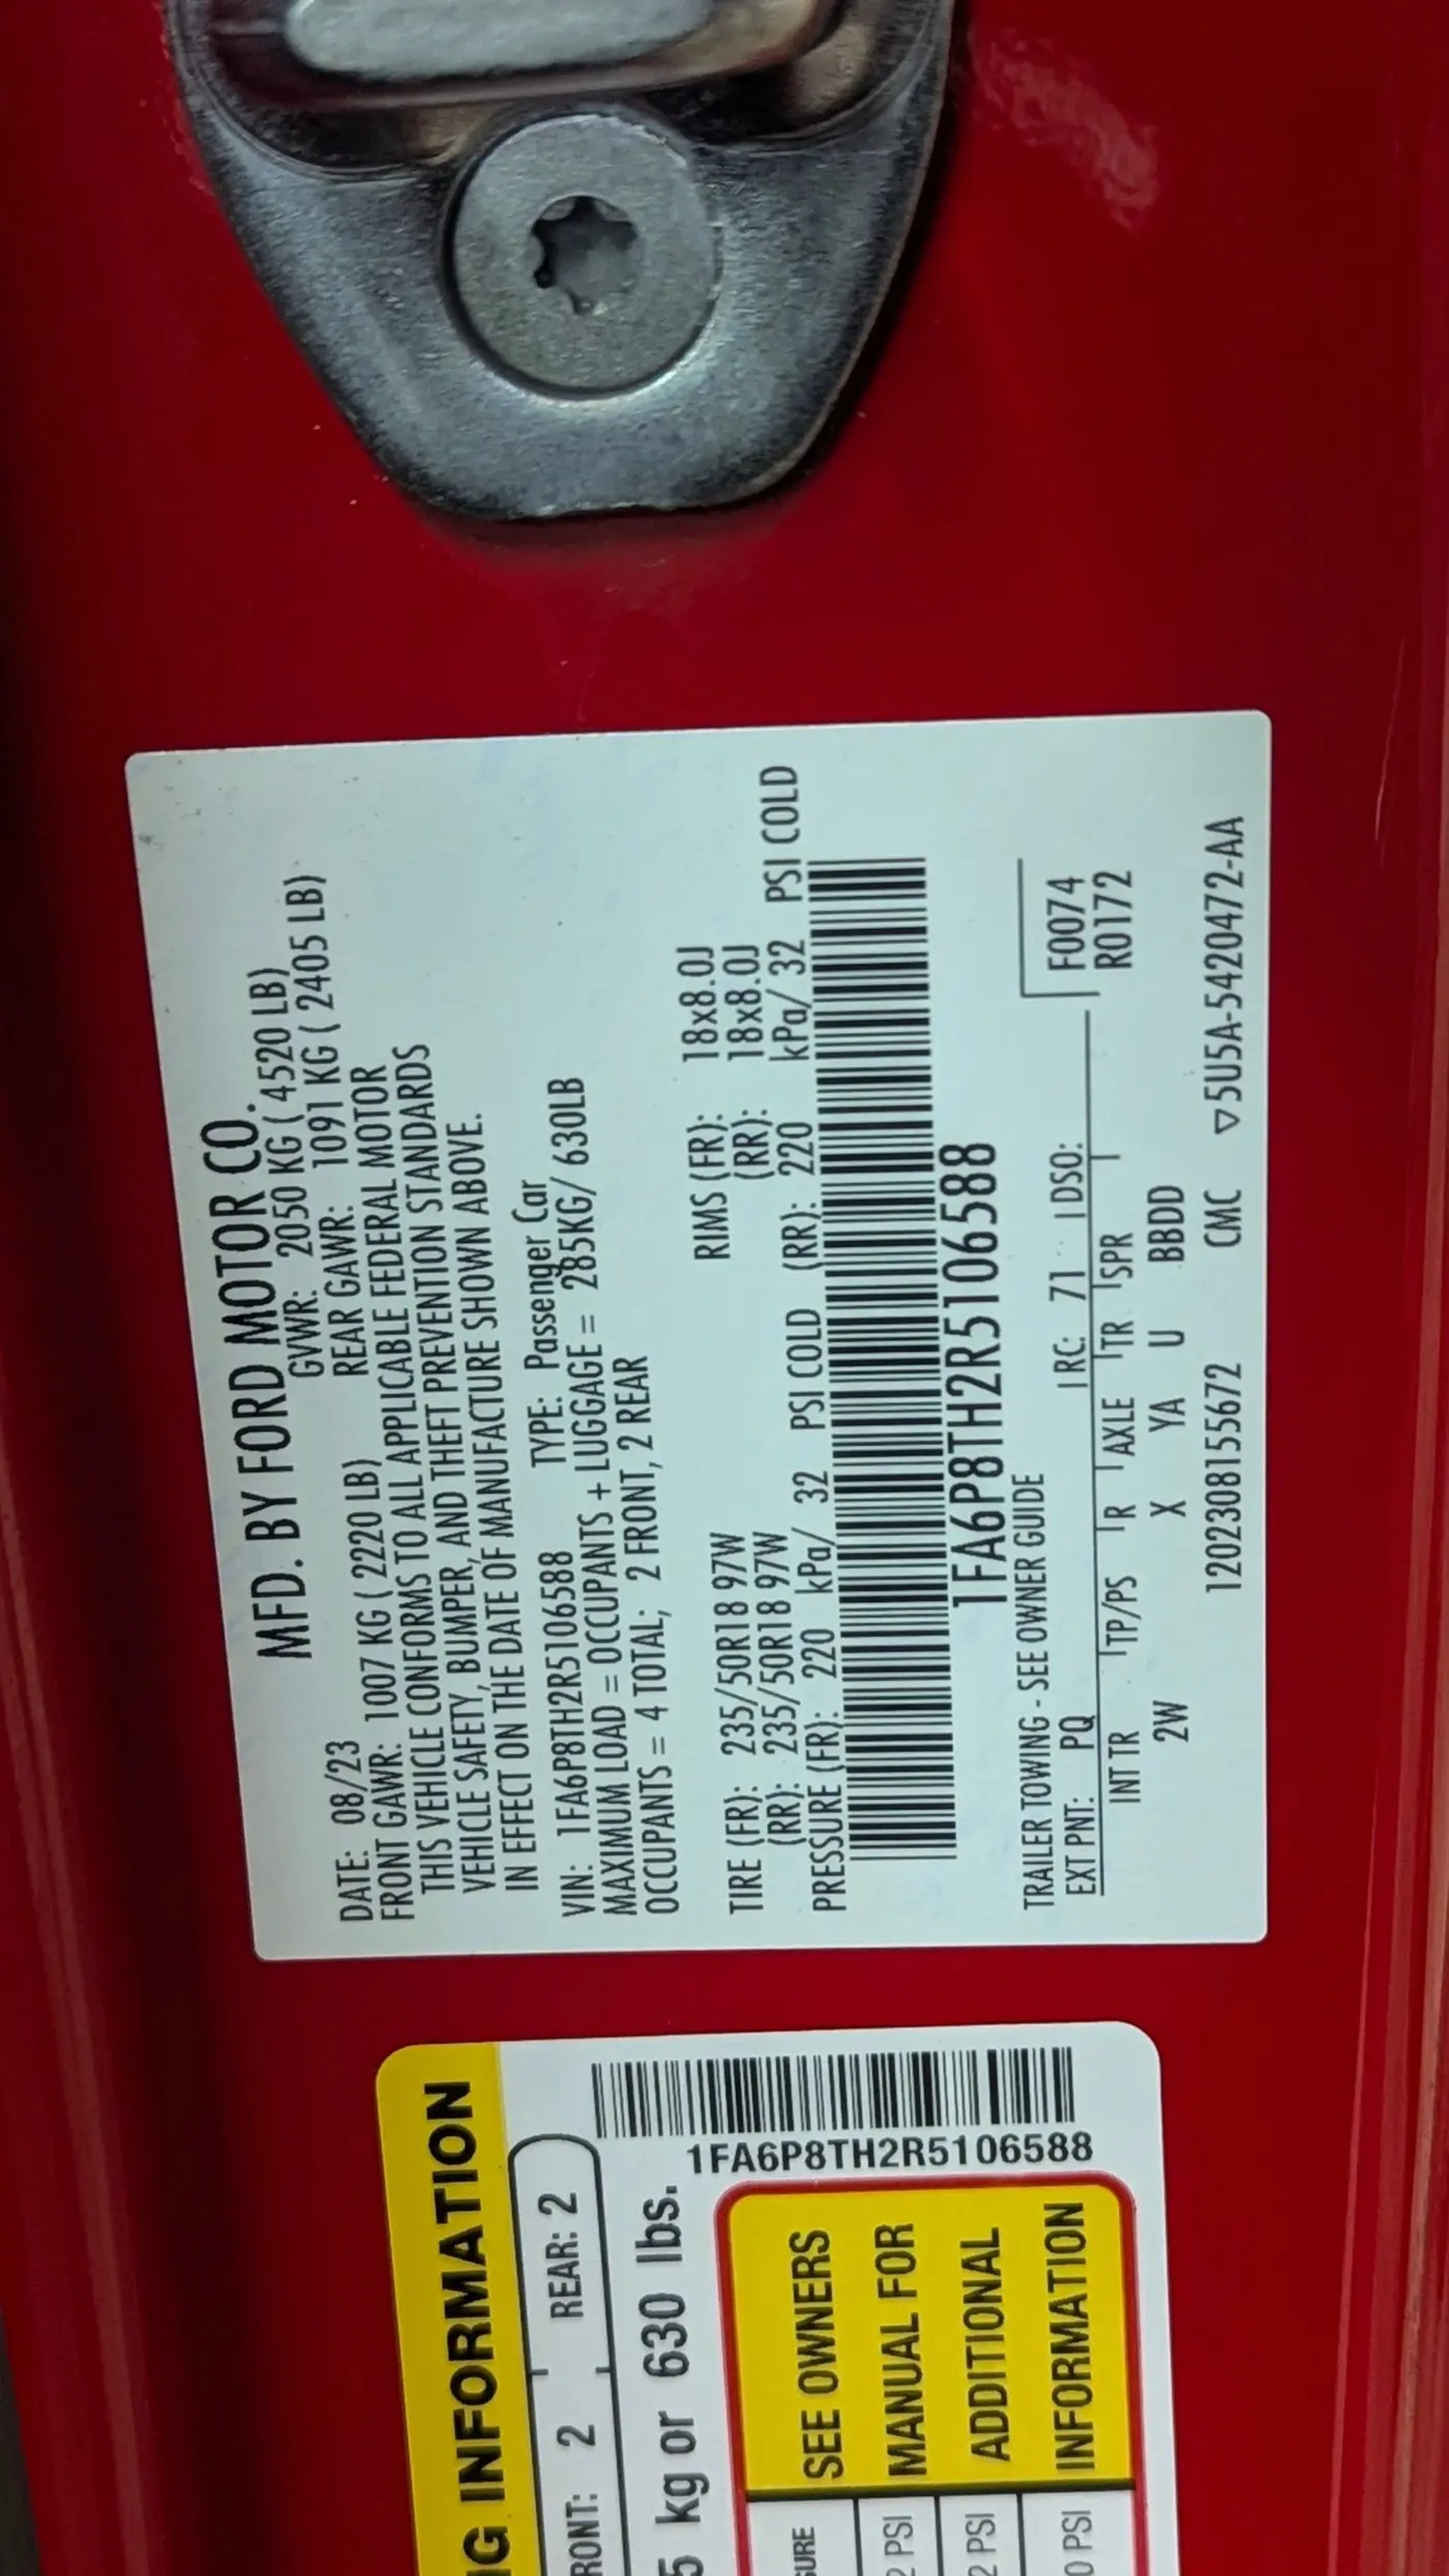 MFD. BY FORD MOTOR CO.
DATE: 08/23 GVWR: 2050 KG ( 4520 LB)
FRONT GAWR: 1007 KG ( 2220 LB) REAR GAWR: 1091 KG ( 2405 LB)
THIS VEHICLE CONFORMS TO ALL APPLICABLE FEDERAL MOTOR
VEHICLE SAFETY, BUMPER, AND THEFT PREVENTION STANDARDS
IN EFFECT ON THE DATE OF MANUFACTURE SHOWN ABOVE.
VIN: 1FA6P8TH2R5106588 TYPE: Passenger Car
MAXIMUM LOAD = OCCUPANTS + LUGGAGE = 285KG/ 630LB
OCCUPANTS = 4 TOTAL; 2 FRONT, 2 REAR
TIRE (FR): 235/50R18 97W RIMS (FR): 18x8.0J
(RR): 235/50R18 97W (RR): 18x8.0J
PRESSURE (FR): 220 kPa/ 32 PSI COLD (RR): 220 kPa/ 32 PSI COLD
1FA6P8TH2R5106588
TRAILER TOWING - SEE OWNER GUIDE
EXT PNT: PQ RC: 71 DSO: F0074
INT TR TP/PS R AXLE TR SPR R0172
2W X YA U BBDD
1202308155672 CMC ▽5U5A-5420472-AA
G INFORMATION
RONT: 2 REAR: 2
5 kg or 630 lbs.
1FA6P8TH2R5106588
SURE SEE OWNERS
2 PSI MANUAL FOR
2 PSI ADDITIONAL
0 PSI INFORMATION